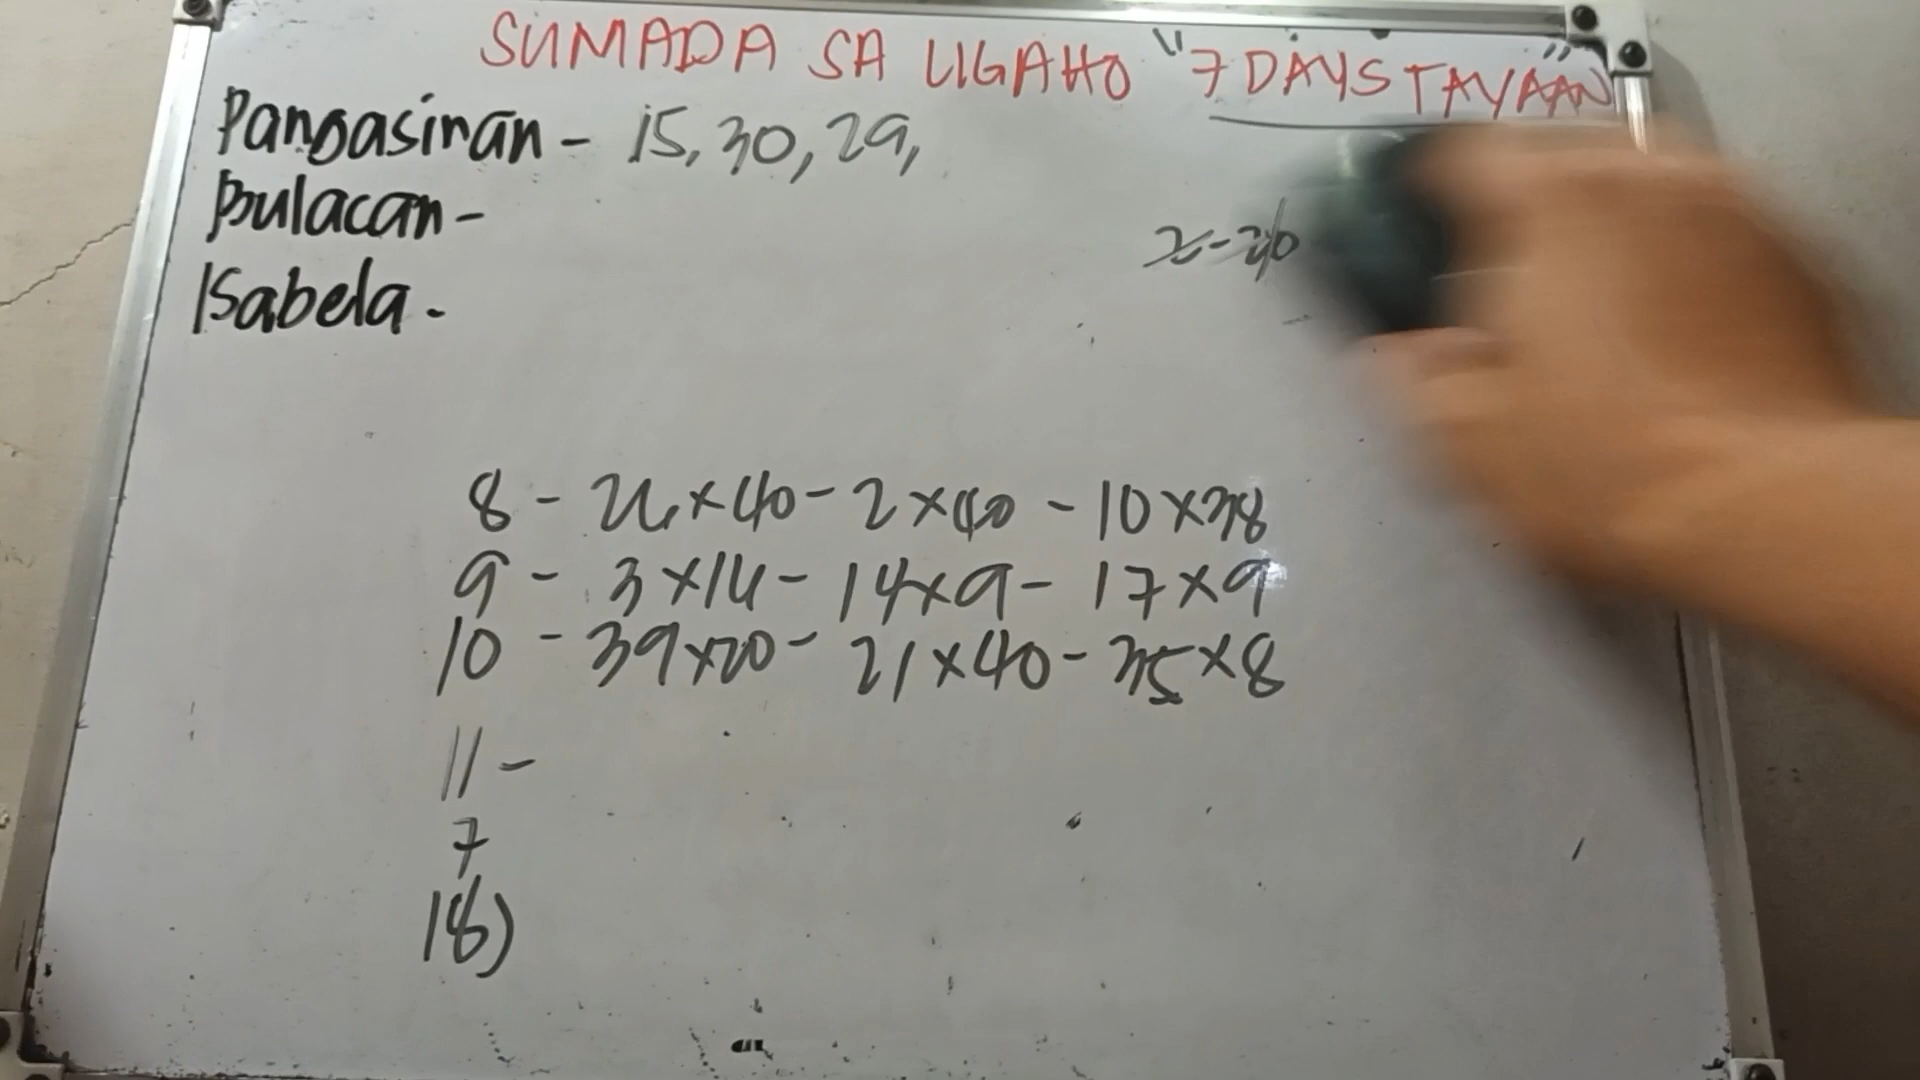 SUMADA SA LIGAHO "7 DAYS TAYAAN"
Pangasinan - 15, 30, 29,
Bulacan -
Isabela -
8 - 26 x 40 - 2 x 40 - 10 x 38
9 - 3 x 14 - 14 x 9 - 17 x 9
10 - 39 x 20 - 21 x 40 - 35 x 8
11 -
7
18)